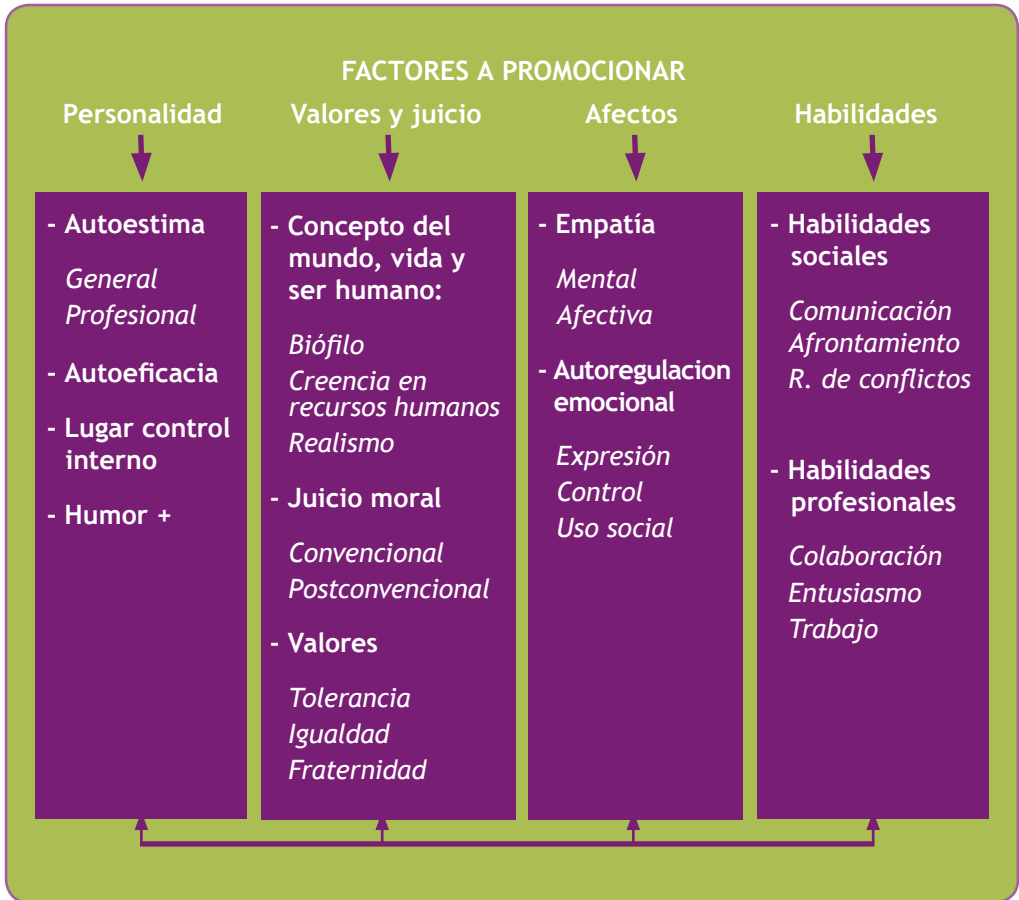 FACTORES A PROMOCIONAR
Personalidad
Valores y juicio
Afectos
Habilidades
- Autoestima
General
Profesional
- Autoeficacia
- Lugar control
interno
- Humor +
- Concepto del
mundo, vida y
ser humano:
Biófilo
Creencia en
recursos humanos
Realismo
- Juicio moral
Convencional
Postconvencional
- Valores
Tolerancia
Igualdad
Fraternidad
- Empatía
Mental
Afectiva
- Autoregulacion
emocional
Expresión
Control
Uso social
- Habilidades
sociales
Comunicación
Afrontamiento
R. de conflictos
- Habilidades
profesionales
Colaboración
Entusiasmo
Trabajo